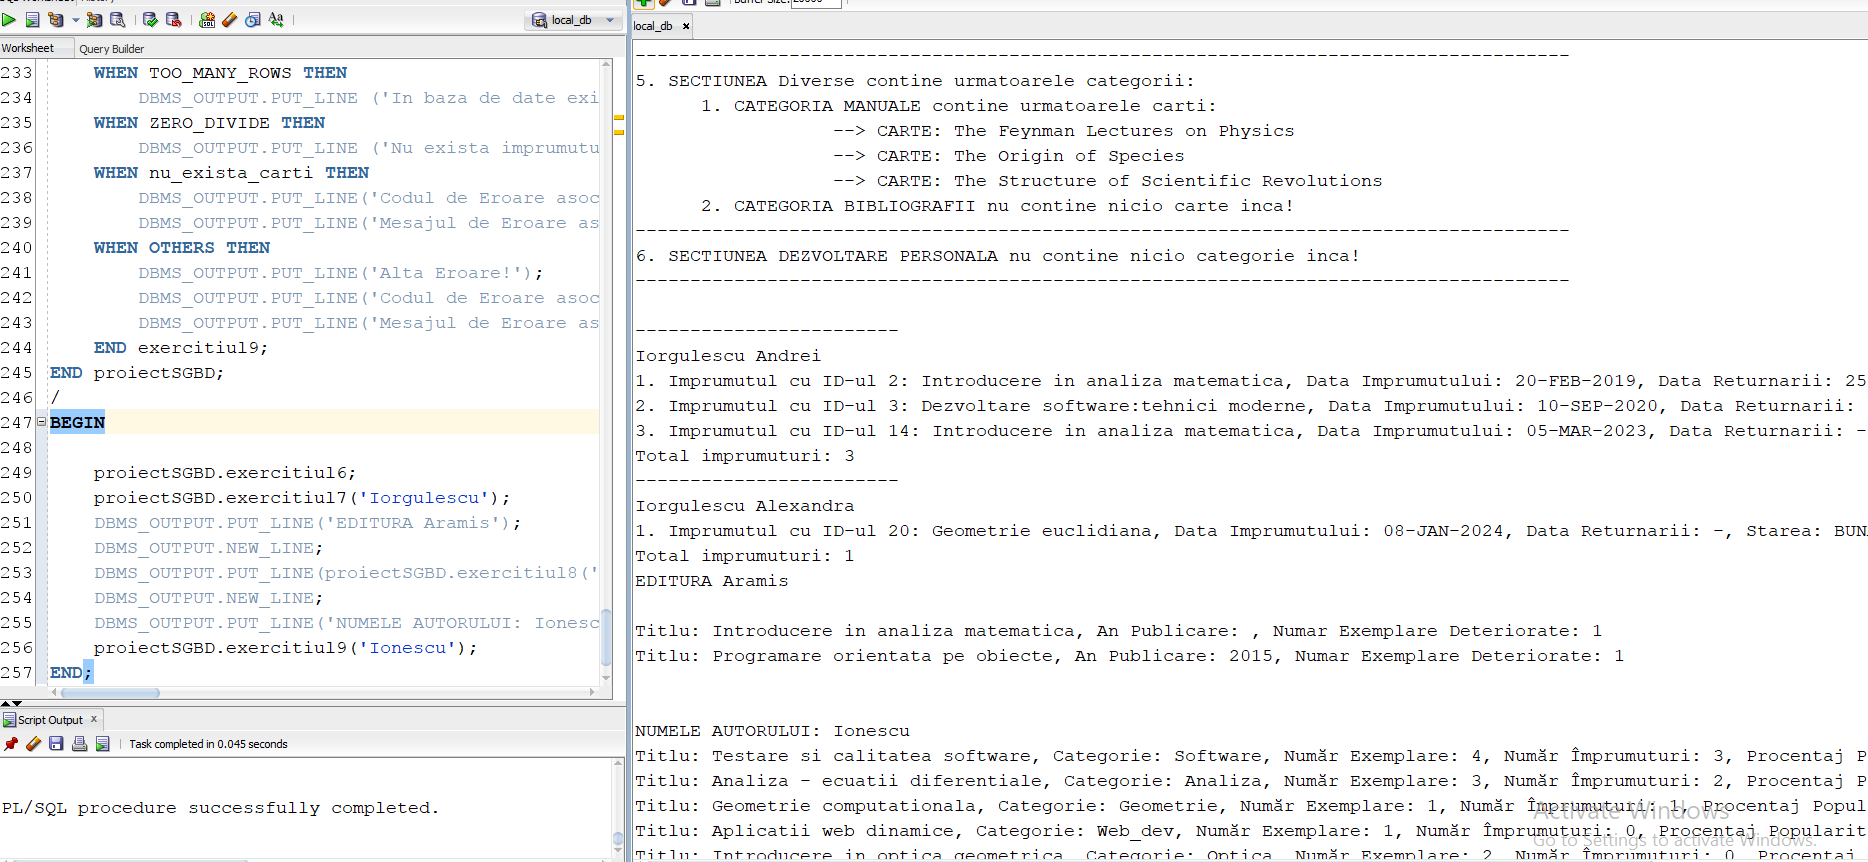 local_db
Worksheet Query Builder
233 WHEN TOO_MANY_ROWS THEN
234 DBMS_OUTPUT.PUT_LINE ('In baza de date exi
235 WHEN ZERO_DIVIDE THEN
236 DBMS_OUTPUT.PUT_LINE ('Nu exista imprumutu
237 WHEN nu_exista_carti THEN
238 DBMS_OUTPUT.PUT_LINE('Codul de Eroare asoc
239 DBMS_OUTPUT.PUT_LINE('Mesajul de Eroare as
240 WHEN OTHERS THEN
241 DBMS_OUTPUT.PUT_LINE('Alta Eroare!');
242 DBMS_OUTPUT.PUT_LINE('Codul de Eroare asoc
243 DBMS_OUTPUT.PUT_LINE('Mesajul de Eroare as
244 END exercitiul9;
245 END proiectSGBD;
246 /
247 BEGIN
248
249 proiectSGBD.exercitiul6;
250 proiectSGBD.exercitiul7('Iorgulescu');
251 DBMS_OUTPUT.PUT_LINE('EDITURA Aramis');
252 DBMS_OUTPUT.NEW_LINE;
253 DBMS_OUTPUT.PUT_LINE(proiectSGBD.exercitiul8('
254 DBMS_OUTPUT.NEW_LINE;
255 DBMS_OUTPUT.PUT_LINE('NUMELE AUTORULUI: Ionesc
256 proiectSGBD.exercitiul9('Ionescu');
257 END;
Script Output x
Task completed in 0.045 seconds
PL/SQL procedure successfully completed.
local_db x
-------------------------------------------------------------------------------------
5. SECTIUNEA Diverse contine urmatoarele categorii:
1. CATEGORIA MANUALE contine urmatoarele carti:
--> CARTE: The Feynman Lectures on Physics
--> CARTE: The Origin of Species
--> CARTE: The Structure of Scientific Revolutions
2. CATEGORIA BIBLIOGRAFII nu contine nicio carte inca!
-------------------------------------------------------------------------------------
6. SECTIUNEA DEZVOLTARE PERSONALA nu contine nicio categorie inca!
-------------------------------------------------------------------------------------
------------------------
Iorgulescu Andrei
1. Imprumutul cu ID-ul 2: Introducere in analiza matematica, Data Imprumutului: 20-FEB-2019, Data Returnarii: 25
2. Imprumutul cu ID-ul 3: Dezvoltare software:tehnici moderne, Data Imprumutului: 10-SEP-2020, Data Returnarii:
3. Imprumutul cu ID-ul 14: Introducere in analiza matematica, Data Imprumutului: 05-MAR-2023, Data Returnarii: -
Total imprumuturi: 3
------------------------
Iorgulescu Alexandra
1. Imprumutul cu ID-ul 20: Geometrie euclidiana, Data Imprumutului: 08-JAN-2024, Data Returnarii: -, Starea: BUN
Total imprumuturi: 1
EDITURA Aramis
Titlu: Introducere in analiza matematica, An Publicare: , Numar Exemplare Deteriorate: 1
Titlu: Programare orientata pe obiecte, An Publicare: 2015, Numar Exemplare Deteriorate: 1
NUMELE AUTORULUI: Ionescu
Titlu: Testare si calitatea software, Categorie: Software, Număr Exemplare: 4, Număr Împrumuturi: 3, Procentaj P
Titlu: Analiza - ecuatii diferentiale, Categorie: Analiza, Număr Exemplare: 3, Număr Împrumuturi: 2, Procentaj P
Titlu: Geometrie computationala, Categorie: Geometrie, Număr Exemplare: 1, Număr Împrumuturi: 1, Procentaj Popul
Titlu: Aplicatii web dinamice, Categorie: Web_dev, Număr Exemplare: 1, Număr Împrumuturi: 0, Procentaj Popularit
Titlu: Introducere in optica geometrica, Categorie: Optica, Număr Exemplare: 2, Număr Împrumuturi: 0, Procentaj
Activate Windows
Go to Settings to activate Windows.